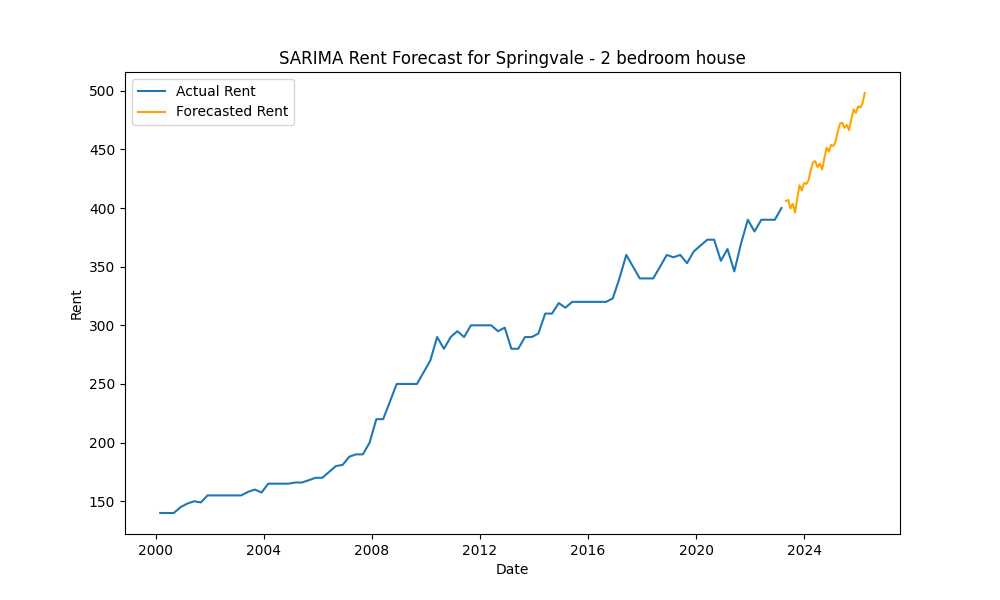 SARIMA Rent Forecast for Springvale - 2 bedroom house
Actual Rent
Forecasted Rent
500
450
400
350
300
250
200
150
Rent
2000 2004 2008 2012 2016 2020 2024
Date